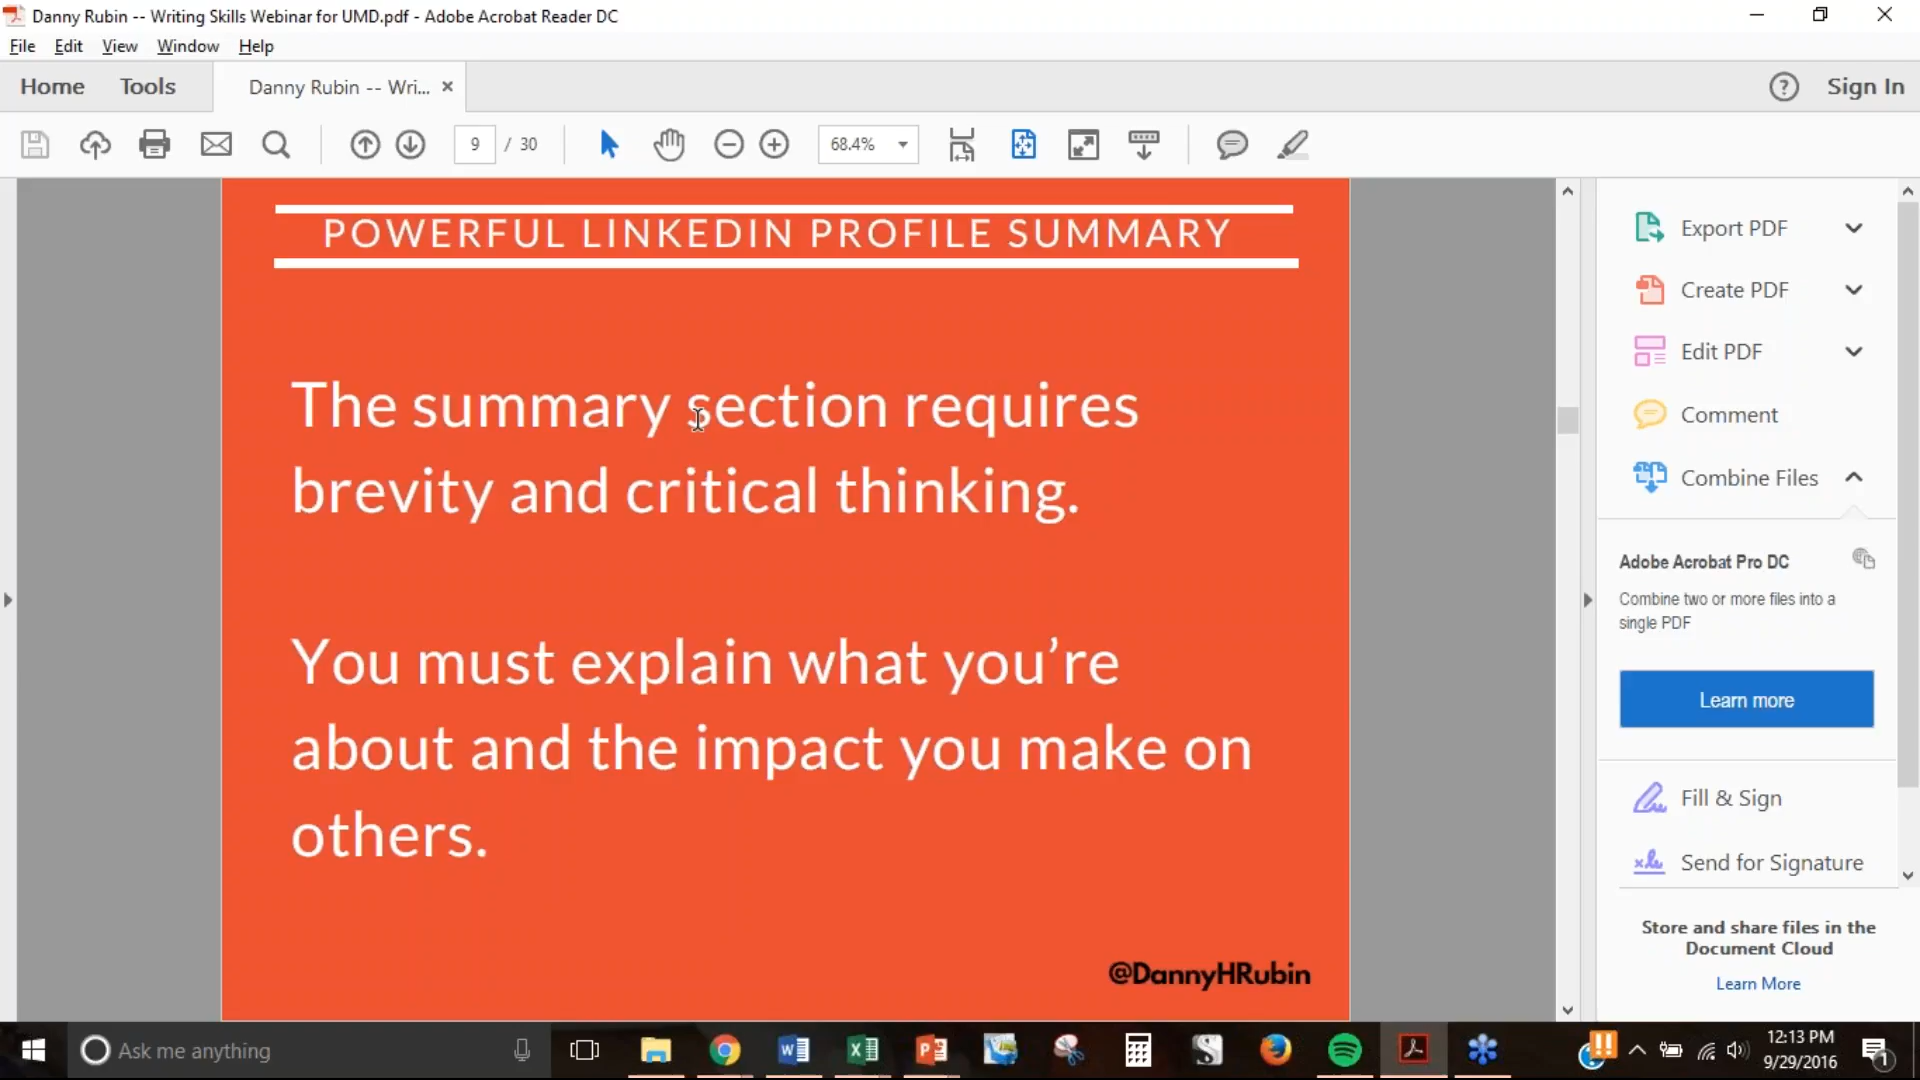 Danny Rubin -- Writing Skills Webinar for UMD.pdf - Adobe Acrobat Reader DC
File Edit View Window Help
Home Tools Danny Rubin -- Wri... × ? Sign In
9 / 30 68.4%
POWERFUL LINKEDIN PROFILE SUMMARY
The summary section requires
brevity and critical thinking.
You must explain what you’re
about and the impact you make on
others.
@DannyHRubin
Export PDF
Create PDF
Edit PDF
Comment
Combine Files
Adobe Acrobat Pro DC
Combine two or more files into a
single PDF
Learn more
Fill & Sign
Send for Signature
Store and share files in the
Document Cloud
Learn More
Ask me anything
12:13 PM
9/29/2016
1